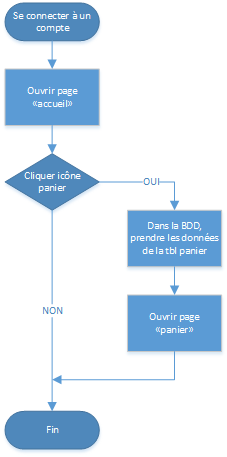 Se connecter à un
compte
Ouvrir page
«accueil»
Cliquer icône
panier
OUI
Dans la BDD,
prendre les données
de la tbl panier
Ouvrir page
«panier»
NON
Fin